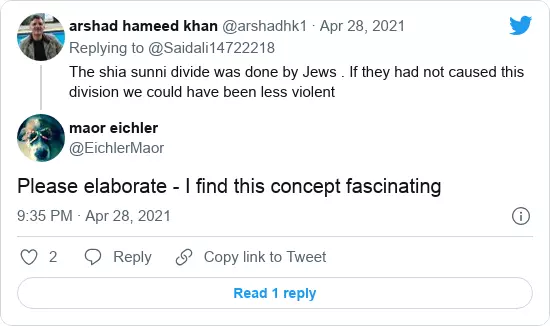 arshad hameed khan @arshadhk1 · Apr 28, 2021
Replying to @Saidali14722218
The shia sunni divide was done by Jews . If they had not caused this
division we could have been less violent
maor eichler
@EichlerMaor
Please elaborate - I find this concept fascinating
9:35 PM · Apr 28, 2021
2 Reply Copy link to Tweet
Read 1 reply